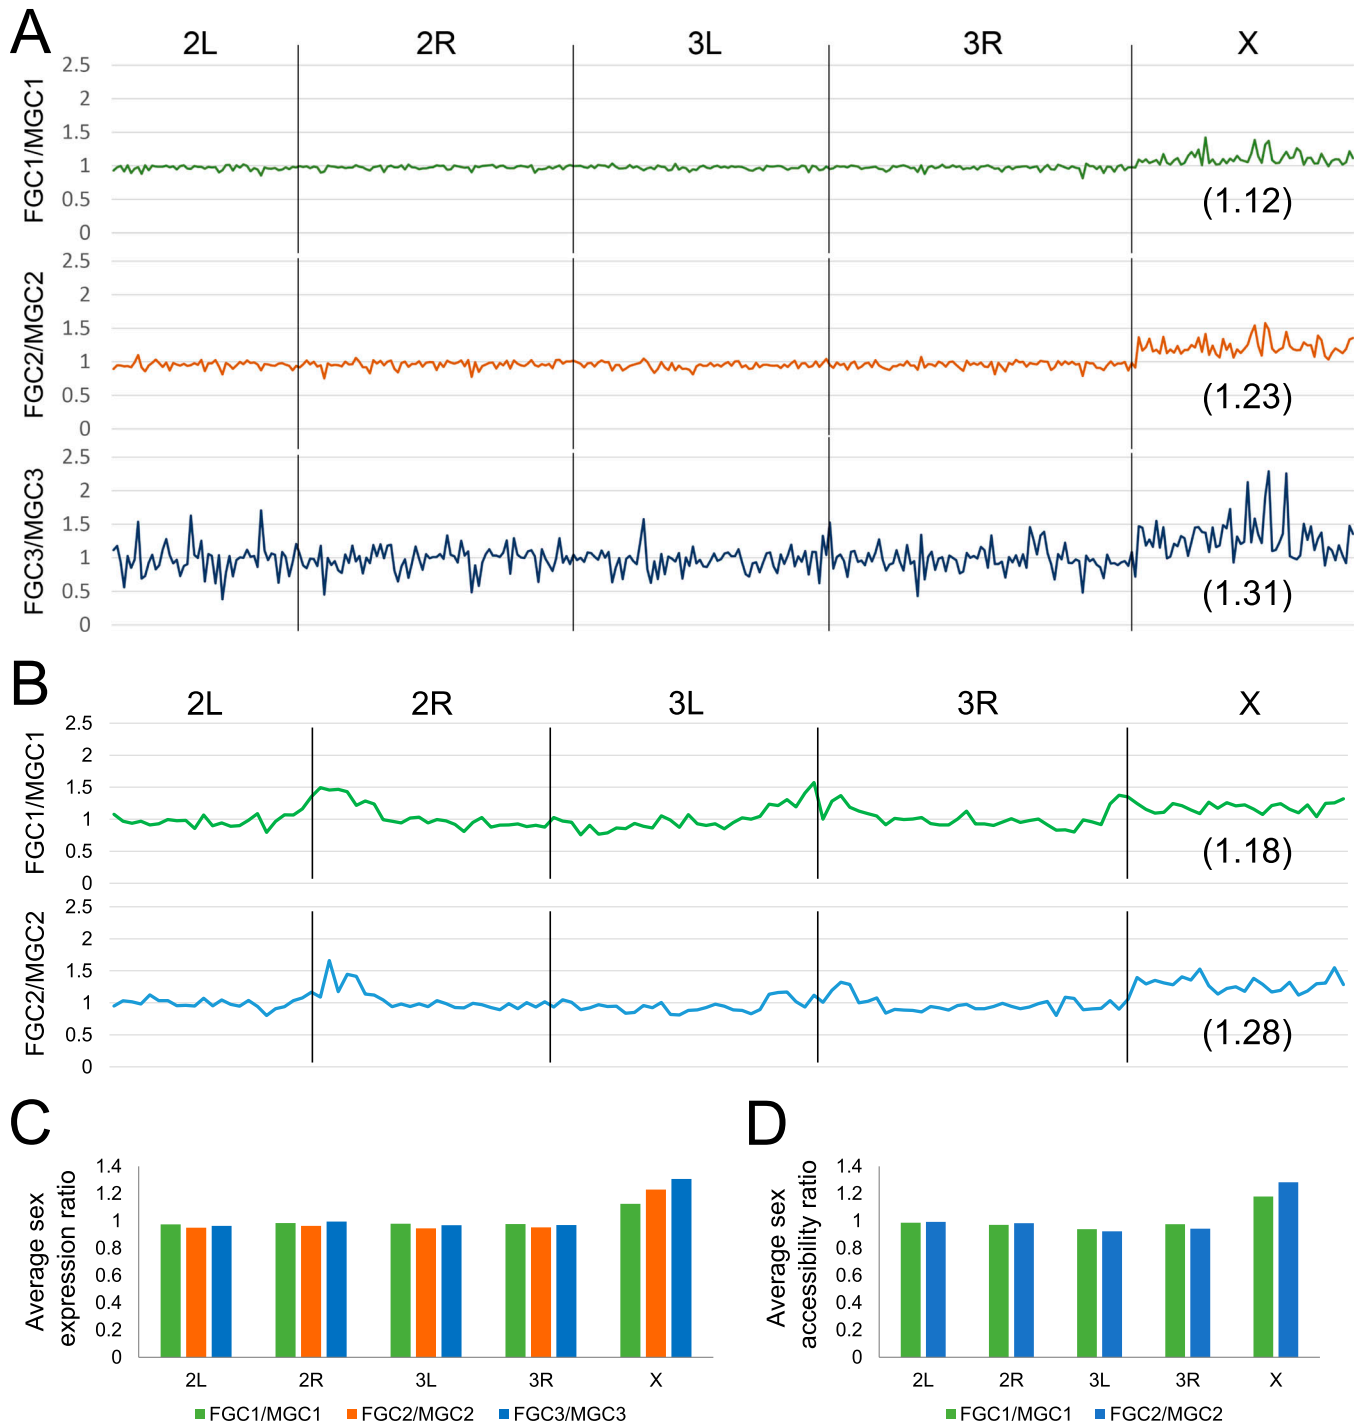 A
2L 2R 3L 3R X
FGC1/MGC1
2.5
2
1.5
1
0.5
0
(1.12)
FGC2/MGC2
2.5
2
1.5
1
0.5
0
(1.23)
FGC3/MGC3
2.5
2
1.5
1
0.5
0
(1.31)
B
2L 2R 3L 3R X
FGC1/MGC1
2.5
2
1.5
1
0.5
0
(1.18)
FGC2/MGC2
2.5
2
1.5
1
0.5
0
(1.28)
C
Average sex
expression ratio
1.4
1.2
1
0.8
0.6
0.4
0.2
0
2L 2R 3L 3R X
FGC1/MGC1 FGC2/MGC2 FGC3/MGC3
D
Average sex
accessibility ratio
1.4
1.2
1
0.8
0.6
0.4
0.2
0
2L 2R 3L 3R X
FGC1/MGC1 FGC2/MGC2